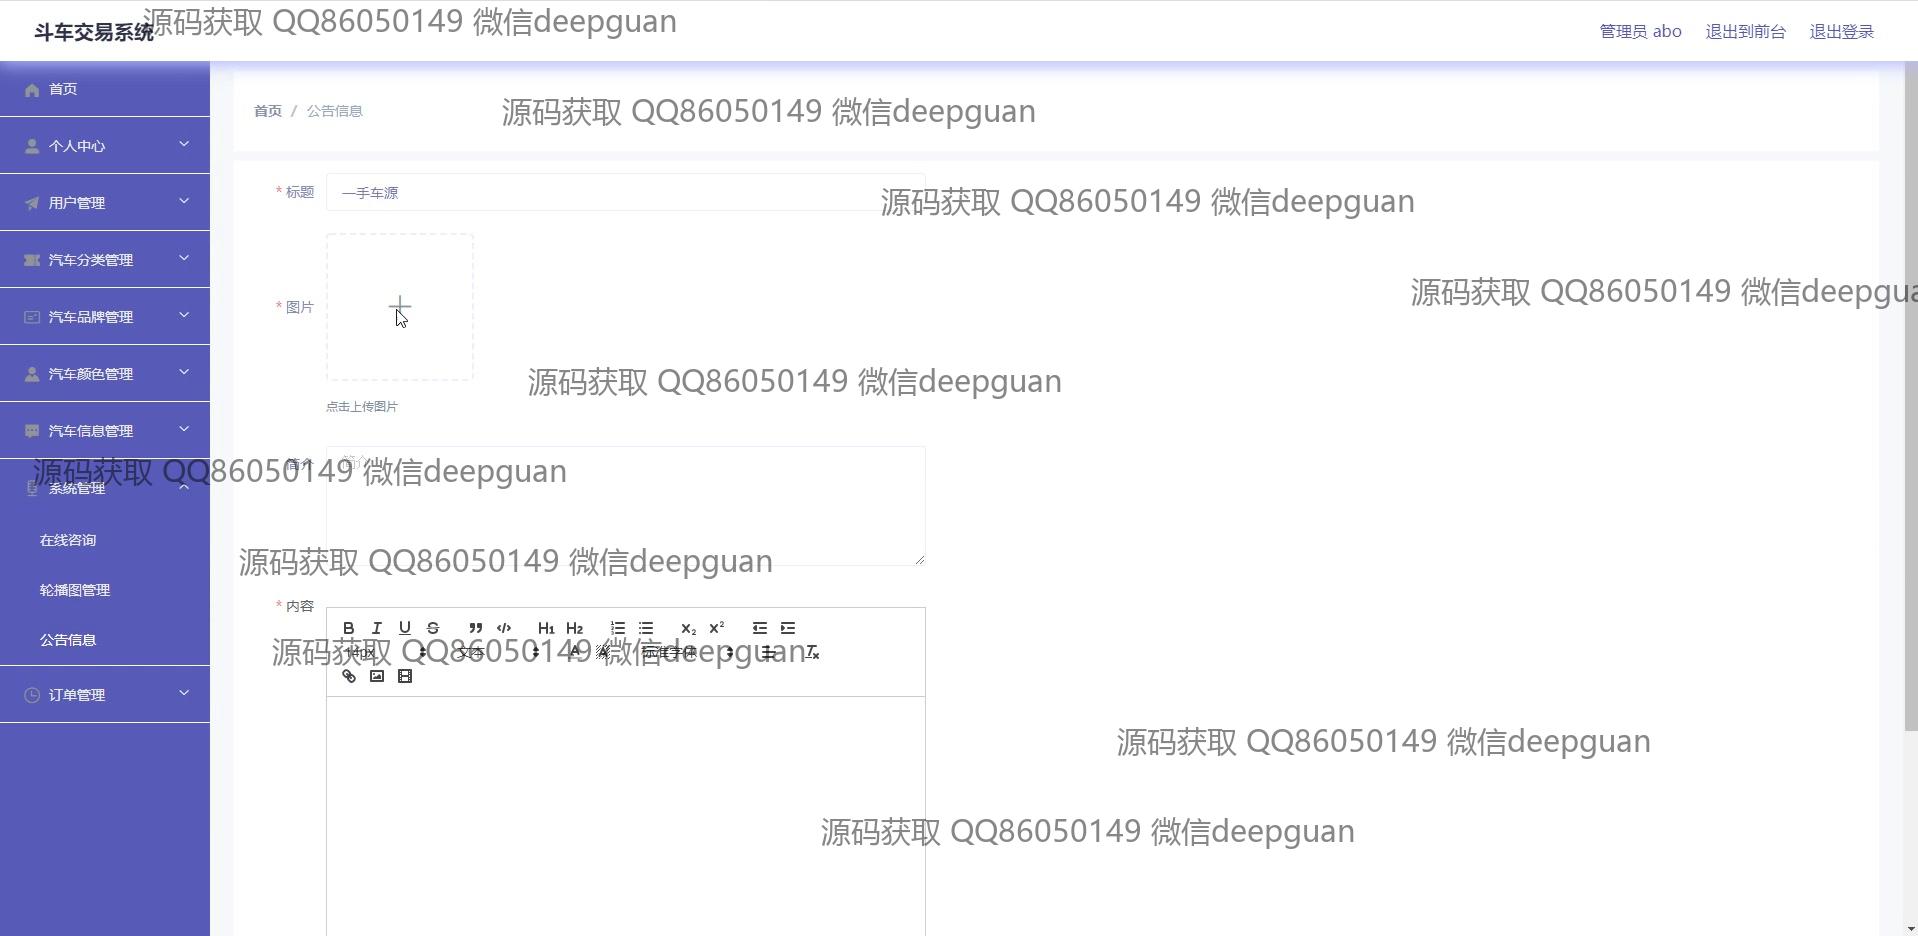 斗车交易系统
源码获取 QQ86050149 微信deepguan
管理员 abo
退出到前台
退出登录
首页
个人中心
用户管理
汽车分类管理
汽车品牌管理
汽车颜色管理
汽车信息管理
系统管理
在线咨询
轮播图管理
公告信息
订单管理
首页 / 公告信息
源码获取 QQ86050149 微信deepguan
* 标题
一手车源
源码获取 QQ86050149 微信deepguan
源码获取 QQ86050149 微信deepgua
* 图片
源码获取 QQ86050149 微信deepguan
点击上传图片
简介
简介
源码获取 QQ86050149 微信deepguan
源码获取 QQ86050149 微信deepguan
* 内容
B I U S H1 H2 X2 X2
14px 文本 A A 标准字体
源码获取 QQ86050149 微信deepguan
源码获取 QQ86050149 微信deepguan
源码获取 QQ86050149 微信deepguan